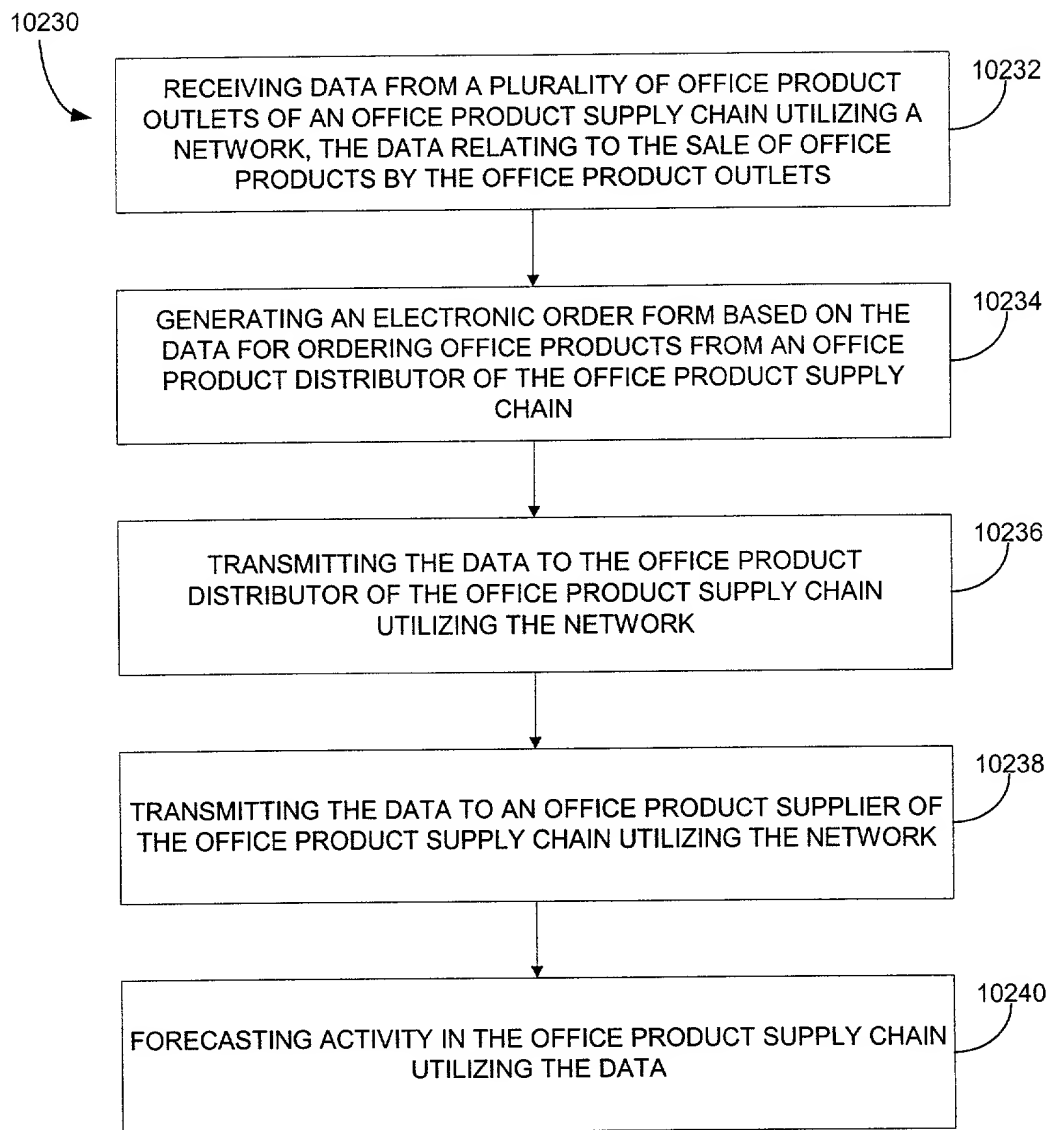 10230
RECEIVING DATA FROM A PLURALITY OF OFFICE PRODUCT
OUTLETS OF AN OFFICE PRODUCT SUPPLY CHAIN UTILIZING A
NETWORK, THE DATA RELATING TO THE SALE OF OFFICE
PRODUCTS BY THE OFFICE PRODUCT OUTLETS
10232
GENERATING AN ELECTRONIC ORDER FORM BASED ON THE
DATA FOR ORDERING OFFICE PRODUCTS FROM AN OFFICE
PRODUCT DISTRIBUTOR OF THE OFFICE PRODUCT SUPPLY
CHAIN
10234
TRANSMITTING THE DATA TO THE OFFICE PRODUCT
DISTRIBUTOR OF THE OFFICE PRODUCT SUPPLY CHAIN
UTILIZING THE NETWORK
10236
TRANSMITTING THE DATA TO AN OFFICE PRODUCT SUPPLIER OF
THE OFFICE PRODUCT SUPPLY CHAIN UTILIZING THE NETWORK
10238
FORECASTING ACTIVITY IN THE OFFICE PRODUCT SUPPLY CHAIN
UTILIZING THE DATA
10240